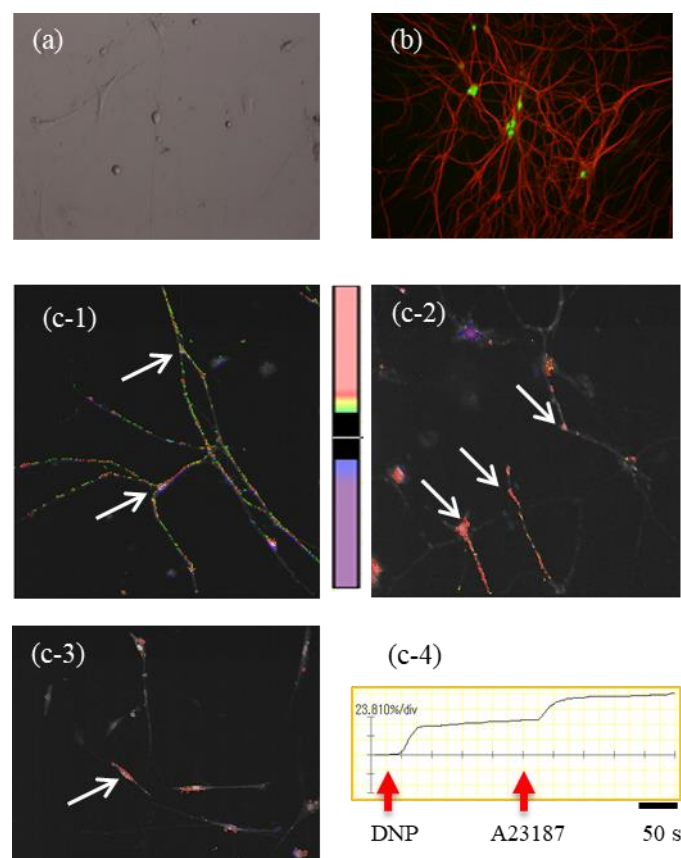 (a)
(b)
(c-1)
(c-2)
(c-3)
(c-4)
23.810%/div
DNP
A23187
50 s